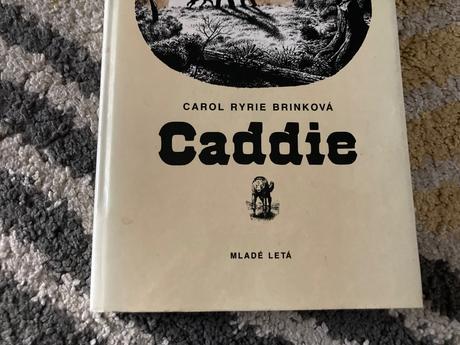 CAROL RYRIE BRINKOVÁ
Caddie
MLADÉ LETÁ